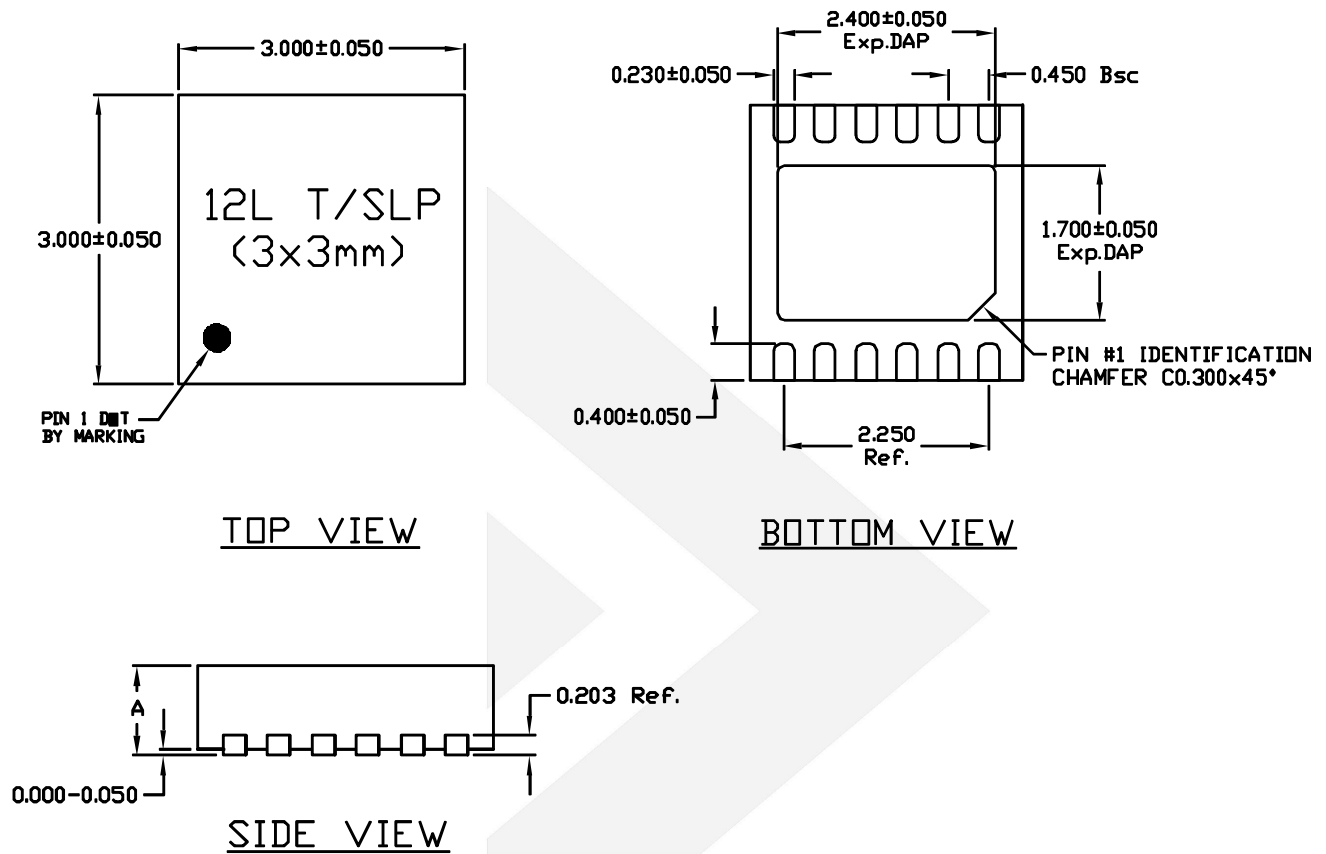 3.000±0.050
3.000±0.050
12L T/SLP
(3x3mm)
PIN 1 DOT
BY MARKING
TOP VIEW
2.400±0.050
Exp.DAP
0.230±0.050
0.450 Bsc
1.700±0.050
Exp.DAP
PIN #1 IDENTIFICATION
CHAMFER C0.300x45°
0.400±0.050
2.250
Ref.
BOTTOM VIEW
A
0.203 Ref.
0.000-0.050
SIDE VIEW